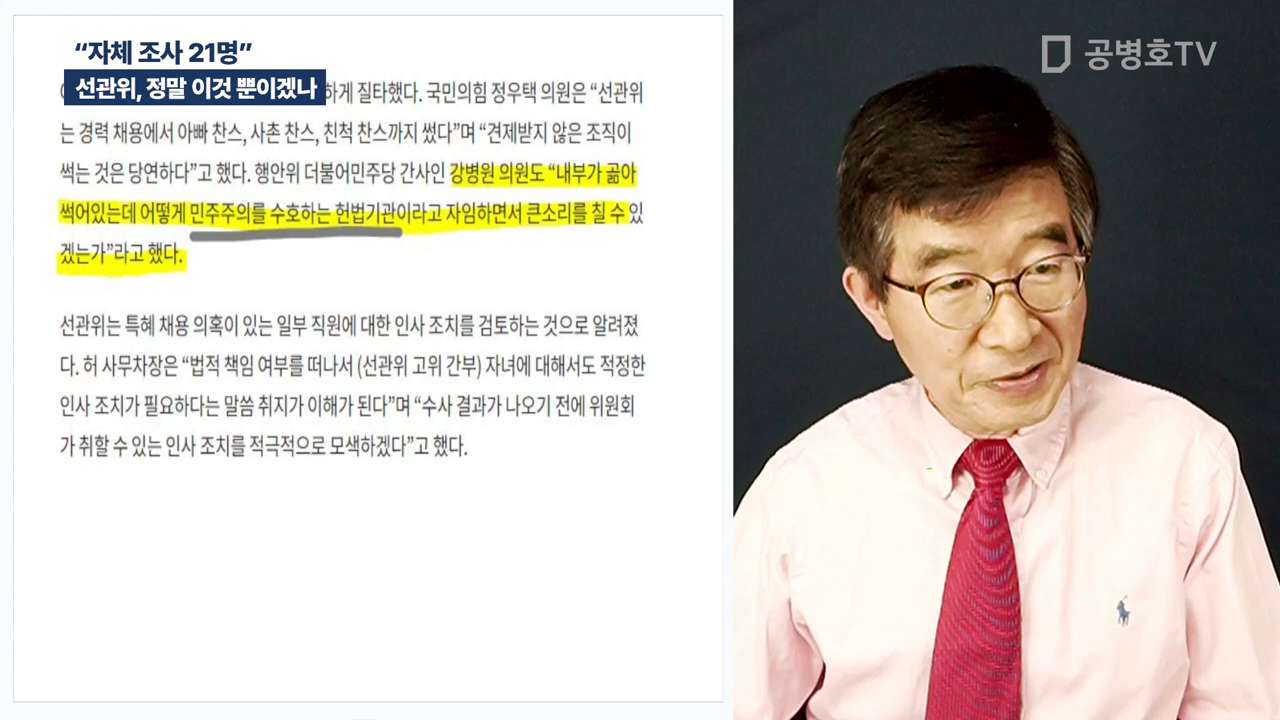 “자체 조사 21명”
선관위, 정말 이것 뿐이겠나
하게 질타했다. 국민의힘 정우택 의원은 “선관위
는 경력 채용에서 아빠 찬스, 사촌 찬스, 친척 찬스까지 썼다”며 “견제받지 않은 조직이
썩는 것은 당연하다”고 했다. 행안위 더불어민주당 간사인 강병원 의원도 “내부가 곪아
썩어있는데 어떻게 민주주의를 수호하는 헌법기관이라고 자임하면서 큰소리를 칠 수 있
겠는가”라고 했다.
선관위는 특혜 채용 의혹이 있는 일부 직원에 대한 인사 조치를 검토하는 것으로 알려졌
다. 허 사무차장은 “법적 책임 여부를 떠나서 (선관위 고위 간부) 자녀에 대해서도 적정한
인사 조치가 필요하다는 말씀 취지가 이해가 된다”며 “수사 결과가 나오기 전에 위원회
가 취할 수 있는 인사 조치를 적극적으로 모색하겠다”고 했다.
공병호TV